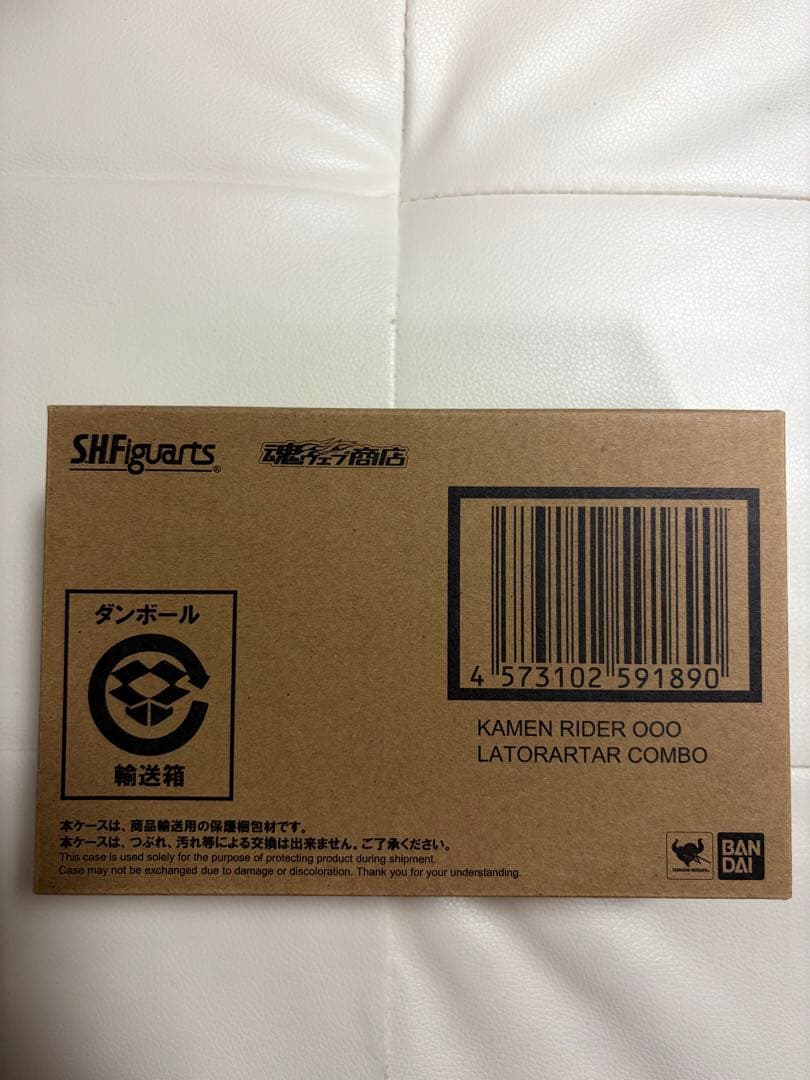 S.H.Figuarts®
魂ウェブ商店
4 573102 591890
KAMEN RIDER OOO
LATORARTAR COMBO
ダンボール
輸送箱
本ケースは、商品輸送用の保護梱包材です。
本ケースは、つぶれ、汚れ等による交換は出来ません。ご了承ください。
This case is used solely for the purpose of protecting product during shipment.
Case may not be exchanged due to damage or discoloration. Thank you for your understanding.
BAN
DAI